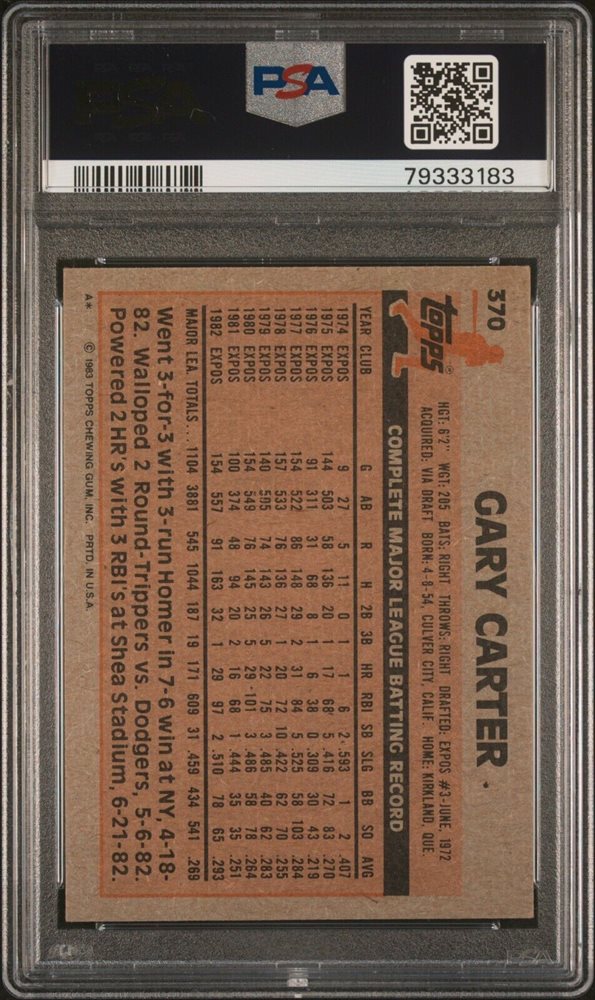 PSA
79333183
370
topps®
GARY CARTER
HGT: 6'2" WGT: 205 BATS: RIGHT THROWS: RIGHT DRAFTED: EXPOS #3-JUNE, 1972
ACQUIRED: VIA DRAFT BORN: 4-8-54, CULVER CITY, CALIF. HOME: KIRKLAND, QUE.
COMPLETE MAJOR LEAGUE BATTING RECORD
YEAR CLUB G AB R H 2B 3B HR RBI SB SLG BB SO AVG
1974 EXPOS 9 27 5 11 0 1 1 6 2 .593 1 2 .407
1975 EXPOS 144 503 58 136 20 1 17 68 5 .416 72 83 .270
1976 EXPOS 91 311 31 68 8 1 6 38 0 .309 30 43 .219
1977 EXPOS 154 522 86 148 29 2 31 84 5 .525 58 103 .284
1978 EXPOS 157 533 76 136 27 1 20 72 10 .422 62 70 .255
1979 EXPOS 140 505 74 143 26 5 22 75 3 .485 40 62 .283
1980 EXPOS 154 549 76 145 25 5 29 101 3 .486 58 78 .264
1981 EXPOS 100 374 48 94 20 2 16 68 1 .444 35 35 .251
1982 EXPOS 154 557 91 163 32 1 29 97 2 .510 78 65 .293
MAJOR LEA. TOTALS... 1104 3881 545 1044 187 19 171 609 31 .459 434 541 .269
Went 3-for-3 with 3-run Homer in 7-6 win at NY, 4-18-
82. Walloped 2 Round-Trippers vs. Dodgers, 5-6-82.
Powered 2 HR's with 3 RBI's at Shea Stadium, 6-21-82.
A* © 1983 TOPPS CHEWING GUM, INC. PRTD. IN U.S.A.